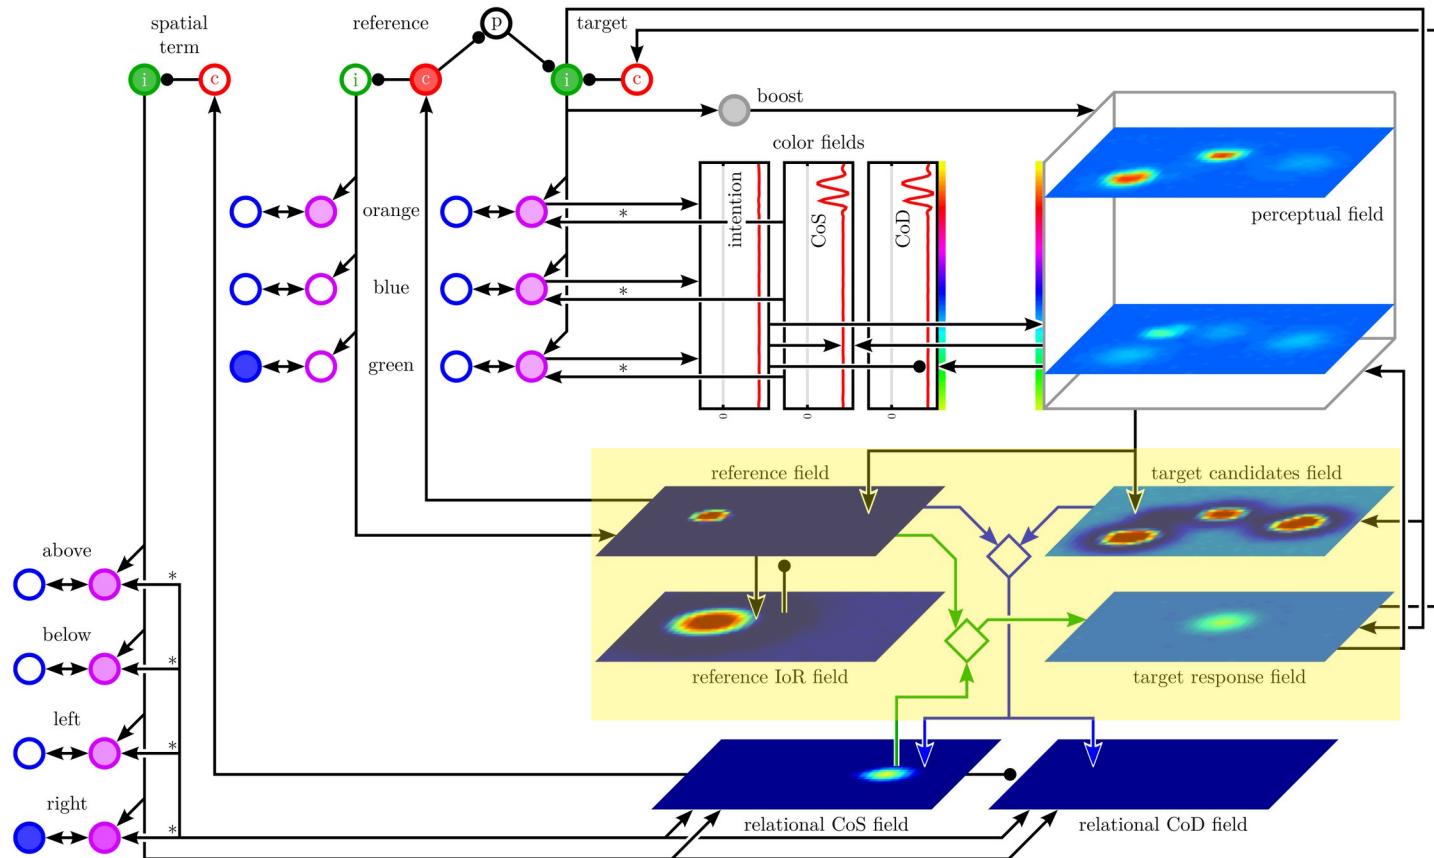 spatial
term
reference
target
p
i
c
i
c
i
c
boost
color fields
intention
CoS
CoD
0
0
0
perceptual field
orange
*
blue
*
green
*
reference field
target candidates field
reference IoR field
target response field
above
*
below
*
left
*
right
*
relational CoS field
relational CoD field